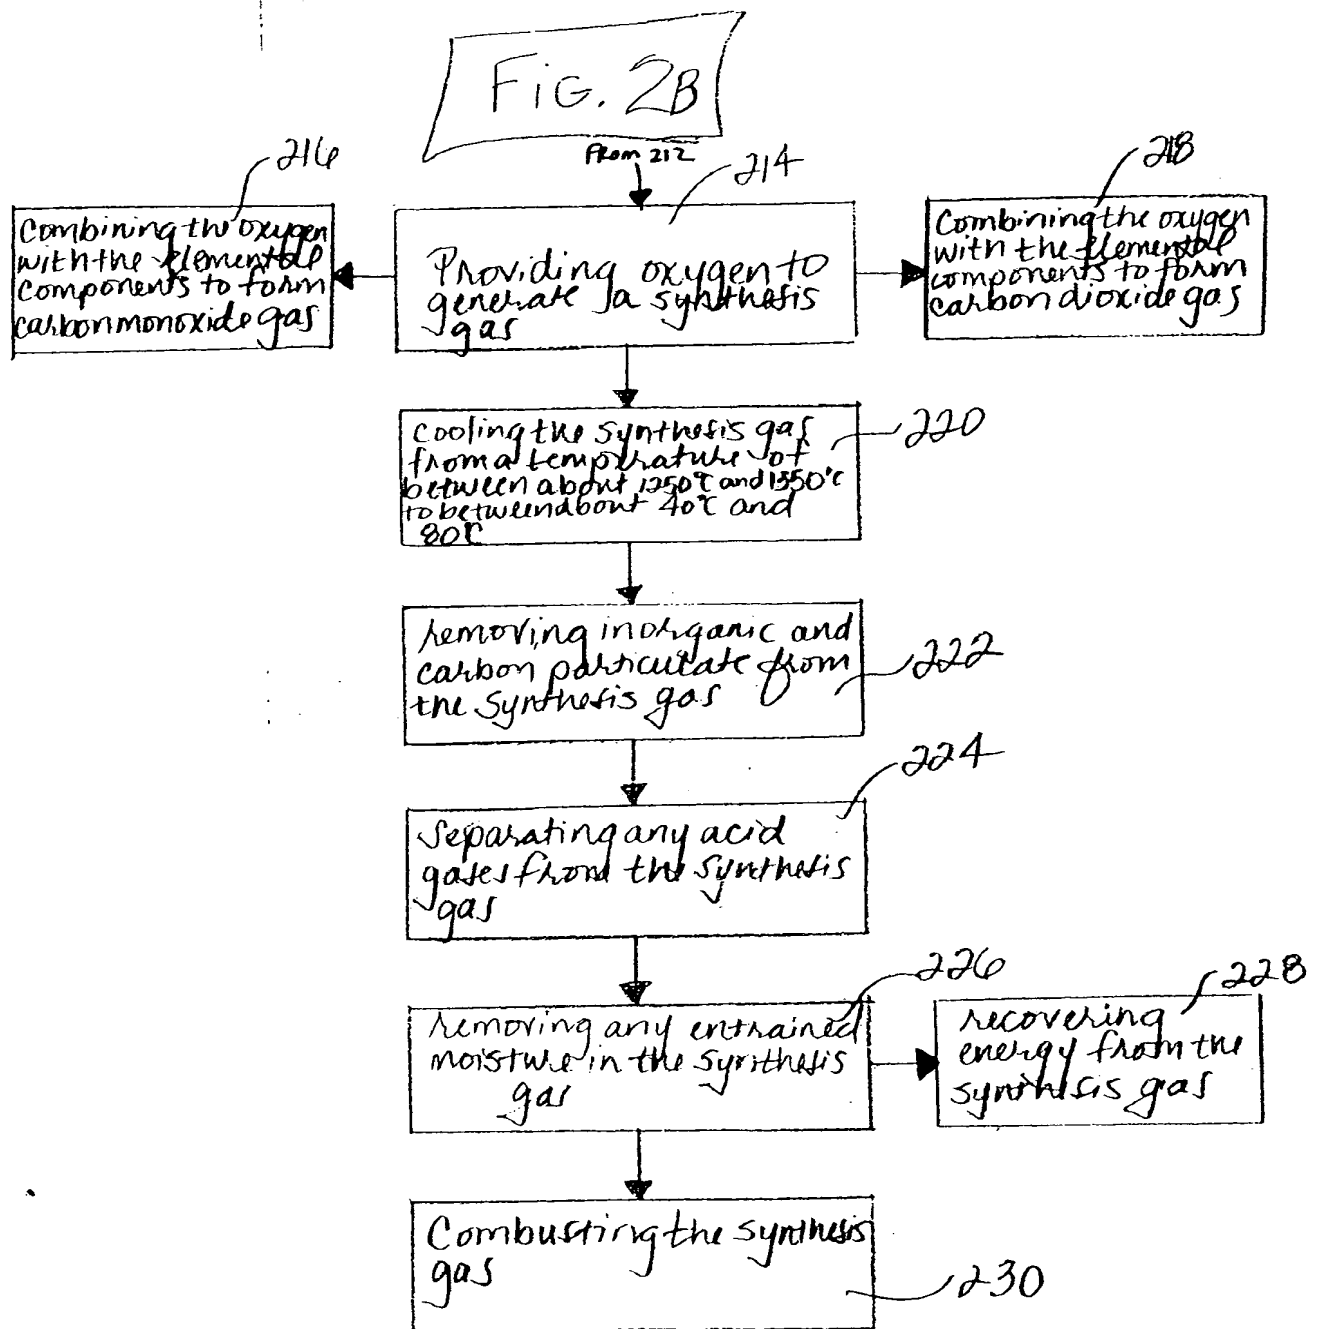 FIG. 2B
From 212
214
216
218
Combining the oxygen
with the elemental
components to form
carbon monoxide gas
Providing oxygen to
generate a synthesis
gas
Combining the oxygen
with the elemental
components to form
carbon dioxide gas
cooling the synthesis gas
from a temperature of
between about 1250°C and 1350°C
to between about 40°C and
80°C
220
removing inorganic and
carbon particulate from
the synthesis gas
222
224
Separating any acid
gases from the synthesis
gas
226
228
removing any entrained
moisture in the synthesis
gas
recovering
energy from the
synthesis gas
Combusting the synthesis
gas
230